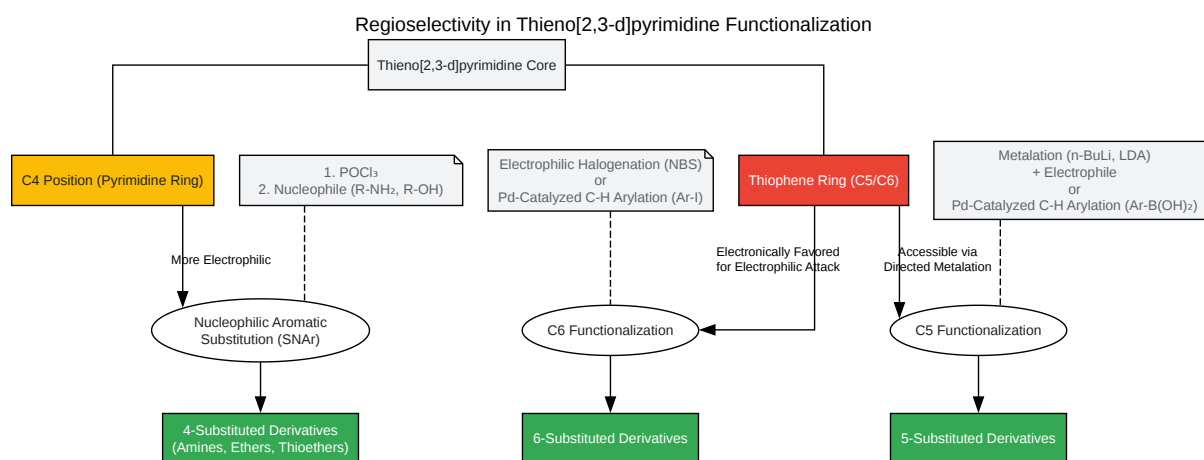 Regioselectivity in Thieno[2,3-d]pyrimidine Functionalization
Thieno[2,3-d]pyrimidine Core
C4 Position (Pyrimidine Ring)
1. POCl₃
2. Nucleophile (R-NH₂, R-OH)
Electrophilic Halogenation (NBS)
or
Pd-Catalyzed C-H Arylation (Ar-I)
Thiophene Ring (C5/C6)
Metalation (n-BuLi, LDA)
+ Electrophile
or
Pd-Catalyzed C-H Arylation (Ar-B(OH)₂)
More Electrophilic
Electronically Favored
for Electrophilic Attack
Accessible via
Directed Metalation
Nucleophilic Aromatic
Substitution (SNAr)
C6 Functionalization
C5 Functionalization
4-Substituted Derivatives
(Amines, Ethers, Thioethers)
6-Substituted Derivatives
5-Substituted Derivatives